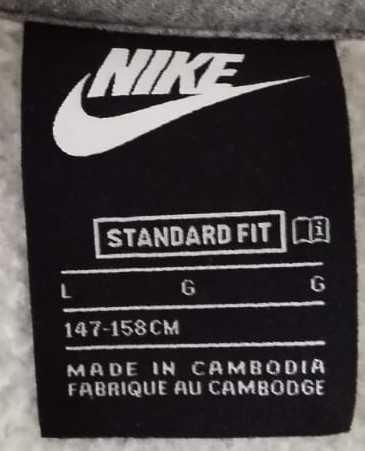 NIKE
STANDARD FIT
L G G
147-158CM
MADE IN CAMBODIA
FABRIQUE AU CAMBODGE